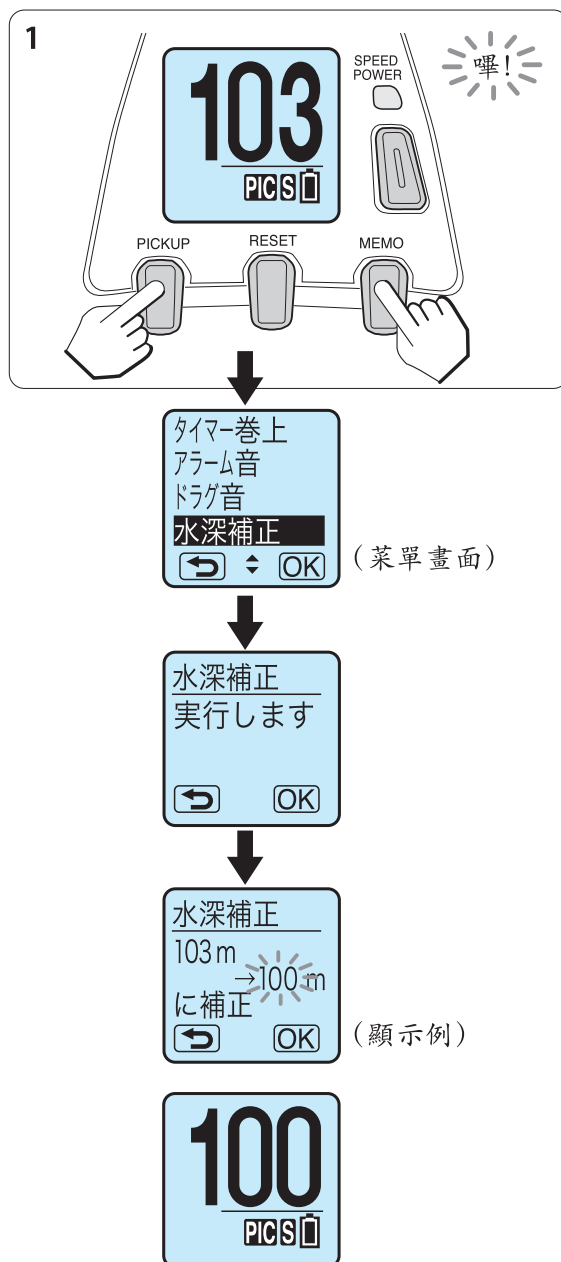 1
103
PIC S
SPEED
POWER
嗶!
PICKUP
RESET
MEMO
タイマー巻上
アラーム音
ドラグ音
水深補正
OK
(菜單畫面)
水深補正
実行します
OK
水深補正
103m
→100m
に補正
OK
(顯示例)
100
PIC S